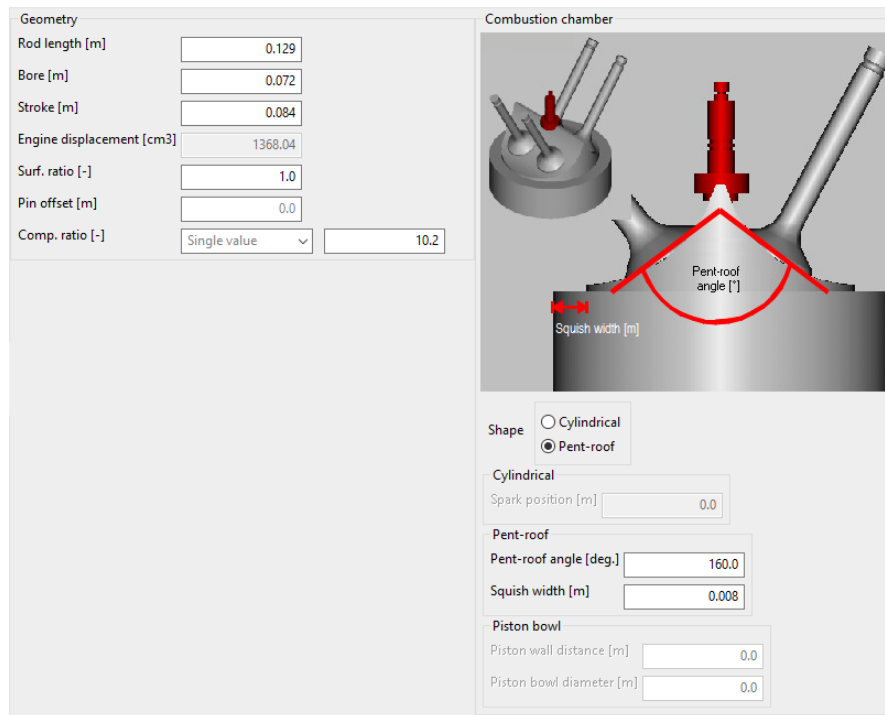 Geometry
Rod length [m] 0.129
Bore [m] 0.072
Stroke [m] 0.084
Engine displacement [cm3] 1368.04
Surf. ratio [-] 1.0
Pin offset [m] 0.0
Comp. ratio [-] Single value 10.2
Combustion chamber
Pent-roof
angle [°]
Squish width [m]
Shape
Cylindrical
Pent-roof
Cylindrical
Spark position [m] 0.0
Pent-roof
Pent-roof angle [deg.] 160.0
Squish width [m] 0.008
Piston bowl
Piston wall distance [m] 0.0
Piston bowl diameter [m] 0.0